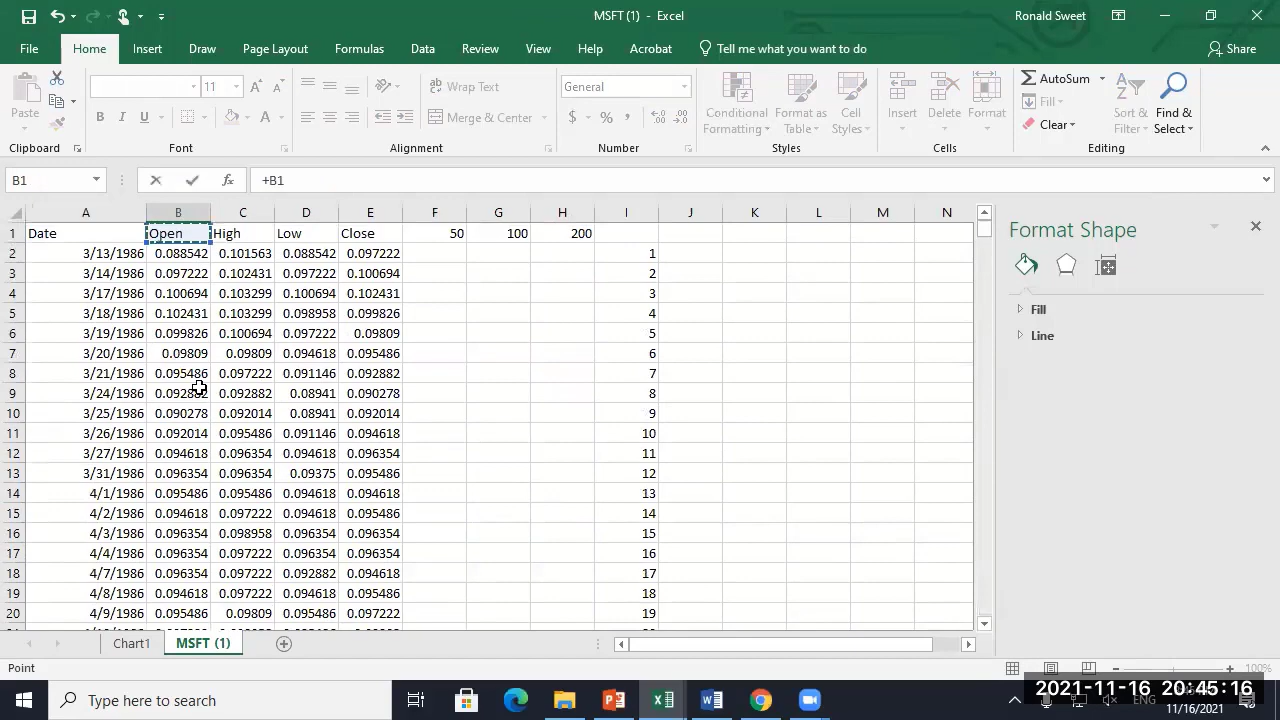 MSFT (1) - Excel
Ronald Sweet
File Home Insert Draw Page Layout Formulas Data Review View Help Acrobat Tell me what you want to do Share
11
Wrap Text
General
AutoSum
Paste
B I U
Merge & Center
$ %
Conditional Formatting
Format as Table
Cell Styles
Insert Delete Format
Fill
Clear
Sort & Filter
Find & Select
Clipboard Font Alignment Number Styles Cells Editing
B1 fx +B1
A B C D E F G H I J K L M N
1 Date Open High Low Close 50 100 200
2 3/13/1986 0.088542 0.101563 0.088542 0.097222 1
3 3/14/1986 0.097222 0.102431 0.097222 0.100694 2
4 3/17/1986 0.100694 0.103299 0.100694 0.102431 3
5 3/18/1986 0.102431 0.103299 0.098958 0.099826 4
6 3/19/1986 0.099826 0.100694 0.097222 0.09809 5
7 3/20/1986 0.09809 0.09809 0.094618 0.095486 6
8 3/21/1986 0.095486 0.097222 0.091146 0.092882 7
9 3/24/1986 0.092882 0.092882 0.08941 0.090278 8
10 3/25/1986 0.090278 0.092014 0.08941 0.092014 9
11 3/26/1986 0.092014 0.095486 0.091146 0.094618 10
12 3/27/1986 0.094618 0.096354 0.094618 0.096354 11
13 3/31/1986 0.096354 0.096354 0.09375 0.095486 12
14 4/1/1986 0.095486 0.095486 0.094618 0.094618 13
15 4/2/1986 0.094618 0.097222 0.094618 0.095486 14
16 4/3/1986 0.096354 0.098958 0.096354 0.096354 15
17 4/4/1986 0.096354 0.097222 0.096354 0.096354 16
18 4/7/1986 0.096354 0.097222 0.092882 0.094618 17
19 4/8/1986 0.094618 0.097222 0.094618 0.095486 18
20 4/9/1986 0.095486 0.09809 0.095486 0.097222 19
Format Shape
Fill
Line
Chart1 MSFT (1)
Point
100%
Type here to search
2021-11-16 20:45:16
ENG
11/16/2021